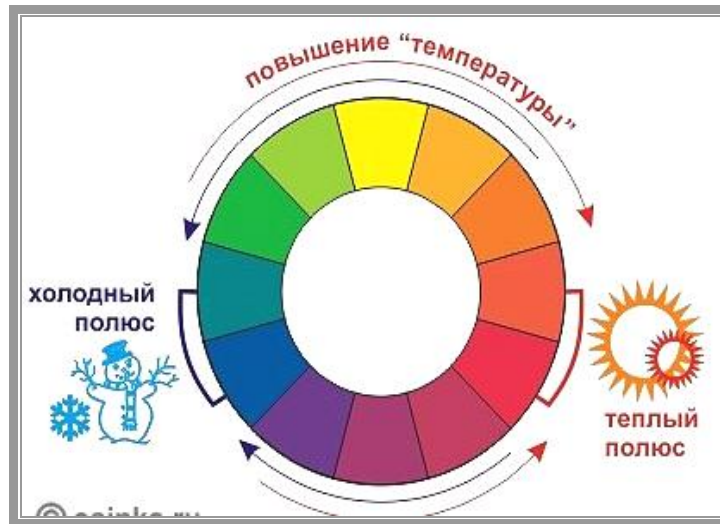 повышение “температуры”
холодный
полюс
теплый
полюс